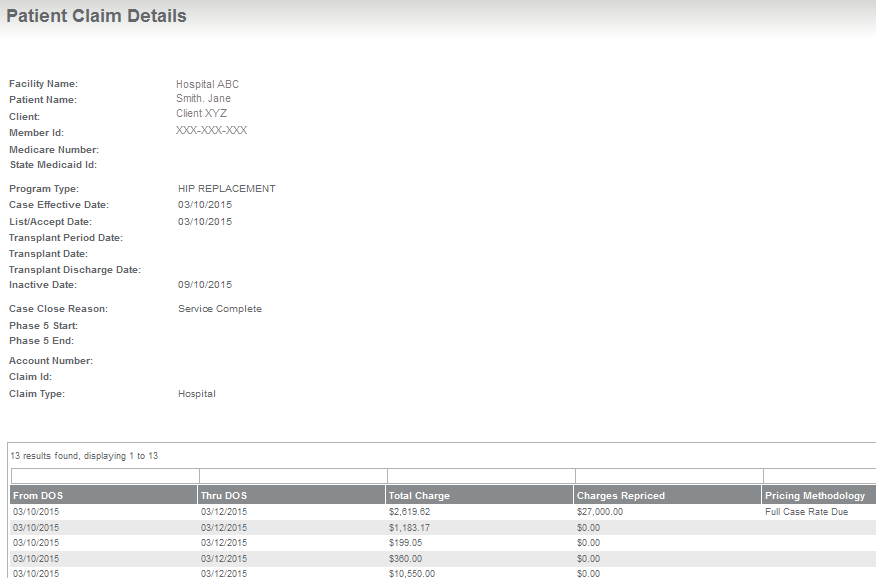 Patient Claim Details
Facility Name: Hospital ABC
Patient Name: Smith. Jane
Client: Client XYZ
Member Id: XXX-XXX-XXX
Medicare Number:
State Medicaid Id:
Program Type: HIP REPLACEMENT
Case Effective Date: 03/10/2015
List/Accept Date: 03/10/2015
Transplant Period Date:
Transplant Date:
Transplant Discharge Date:
Inactive Date: 09/10/2015
Case Close Reason: Service Complete
Phase 5 Start:
Phase 5 End:
Account Number:
Claim Id:
Claim Type: Hospital
13 results found, displaying 1 to 13
From DOS Thru DOS Total Charge Charges Repriced Pricing Methodology
03/10/2015 03/12/2015 $2,619.62 $27,000.00 Full Case Rate Due
03/10/2015 03/12/2015 $1,183.17 $0.00
03/10/2015 03/12/2015 $199.05 $0.00
03/10/2015 03/12/2015 $360.00 $0.00
03/10/2015 03/12/2015 $10,550.00 $0.00